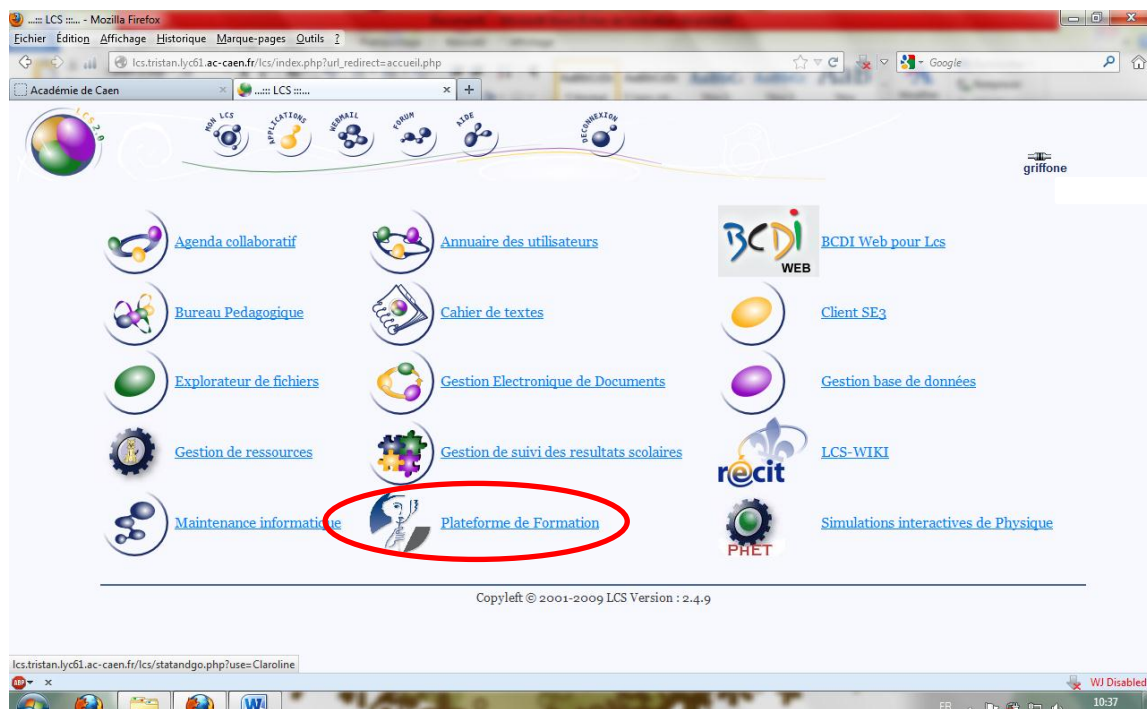 ...::: LCS :::... - Mozilla Firefox
Fichier Édition Affichage Historique Marque-pages Outils ?
lcs.tristan.lyc61.ac-caen.fr/lcs/index.php?url_redirect=accueil.php
Google
Académie de Caen × ...::: LCS :::... × +
LCS 2.0
MON LCS APPLICATIONS WEBMAIL FORUM AIDE DECONNEXION
griffone
Agenda collaboratif Annuaire des utilisateurs BCDI WEB BCDI Web pour Lcs
Bureau Pedagogique Cahier de textes Client SE3
Explorateur de fichiers Gestion Electronique de Documents Gestion base de données
Gestion de ressources Gestion de suivi des resultats scolaires récit LCS-WIKI
Maintenance informatique Plateforme de Formation PHET Simulations interactives de Physique
Copyleft © 2001-2009 LCS Version : 2.4.9
lcs.tristan.lyc61.ac-caen.fr/lcs/statandgo.php?use=Claroline
ABP × WJ Disabled
FR 10:37